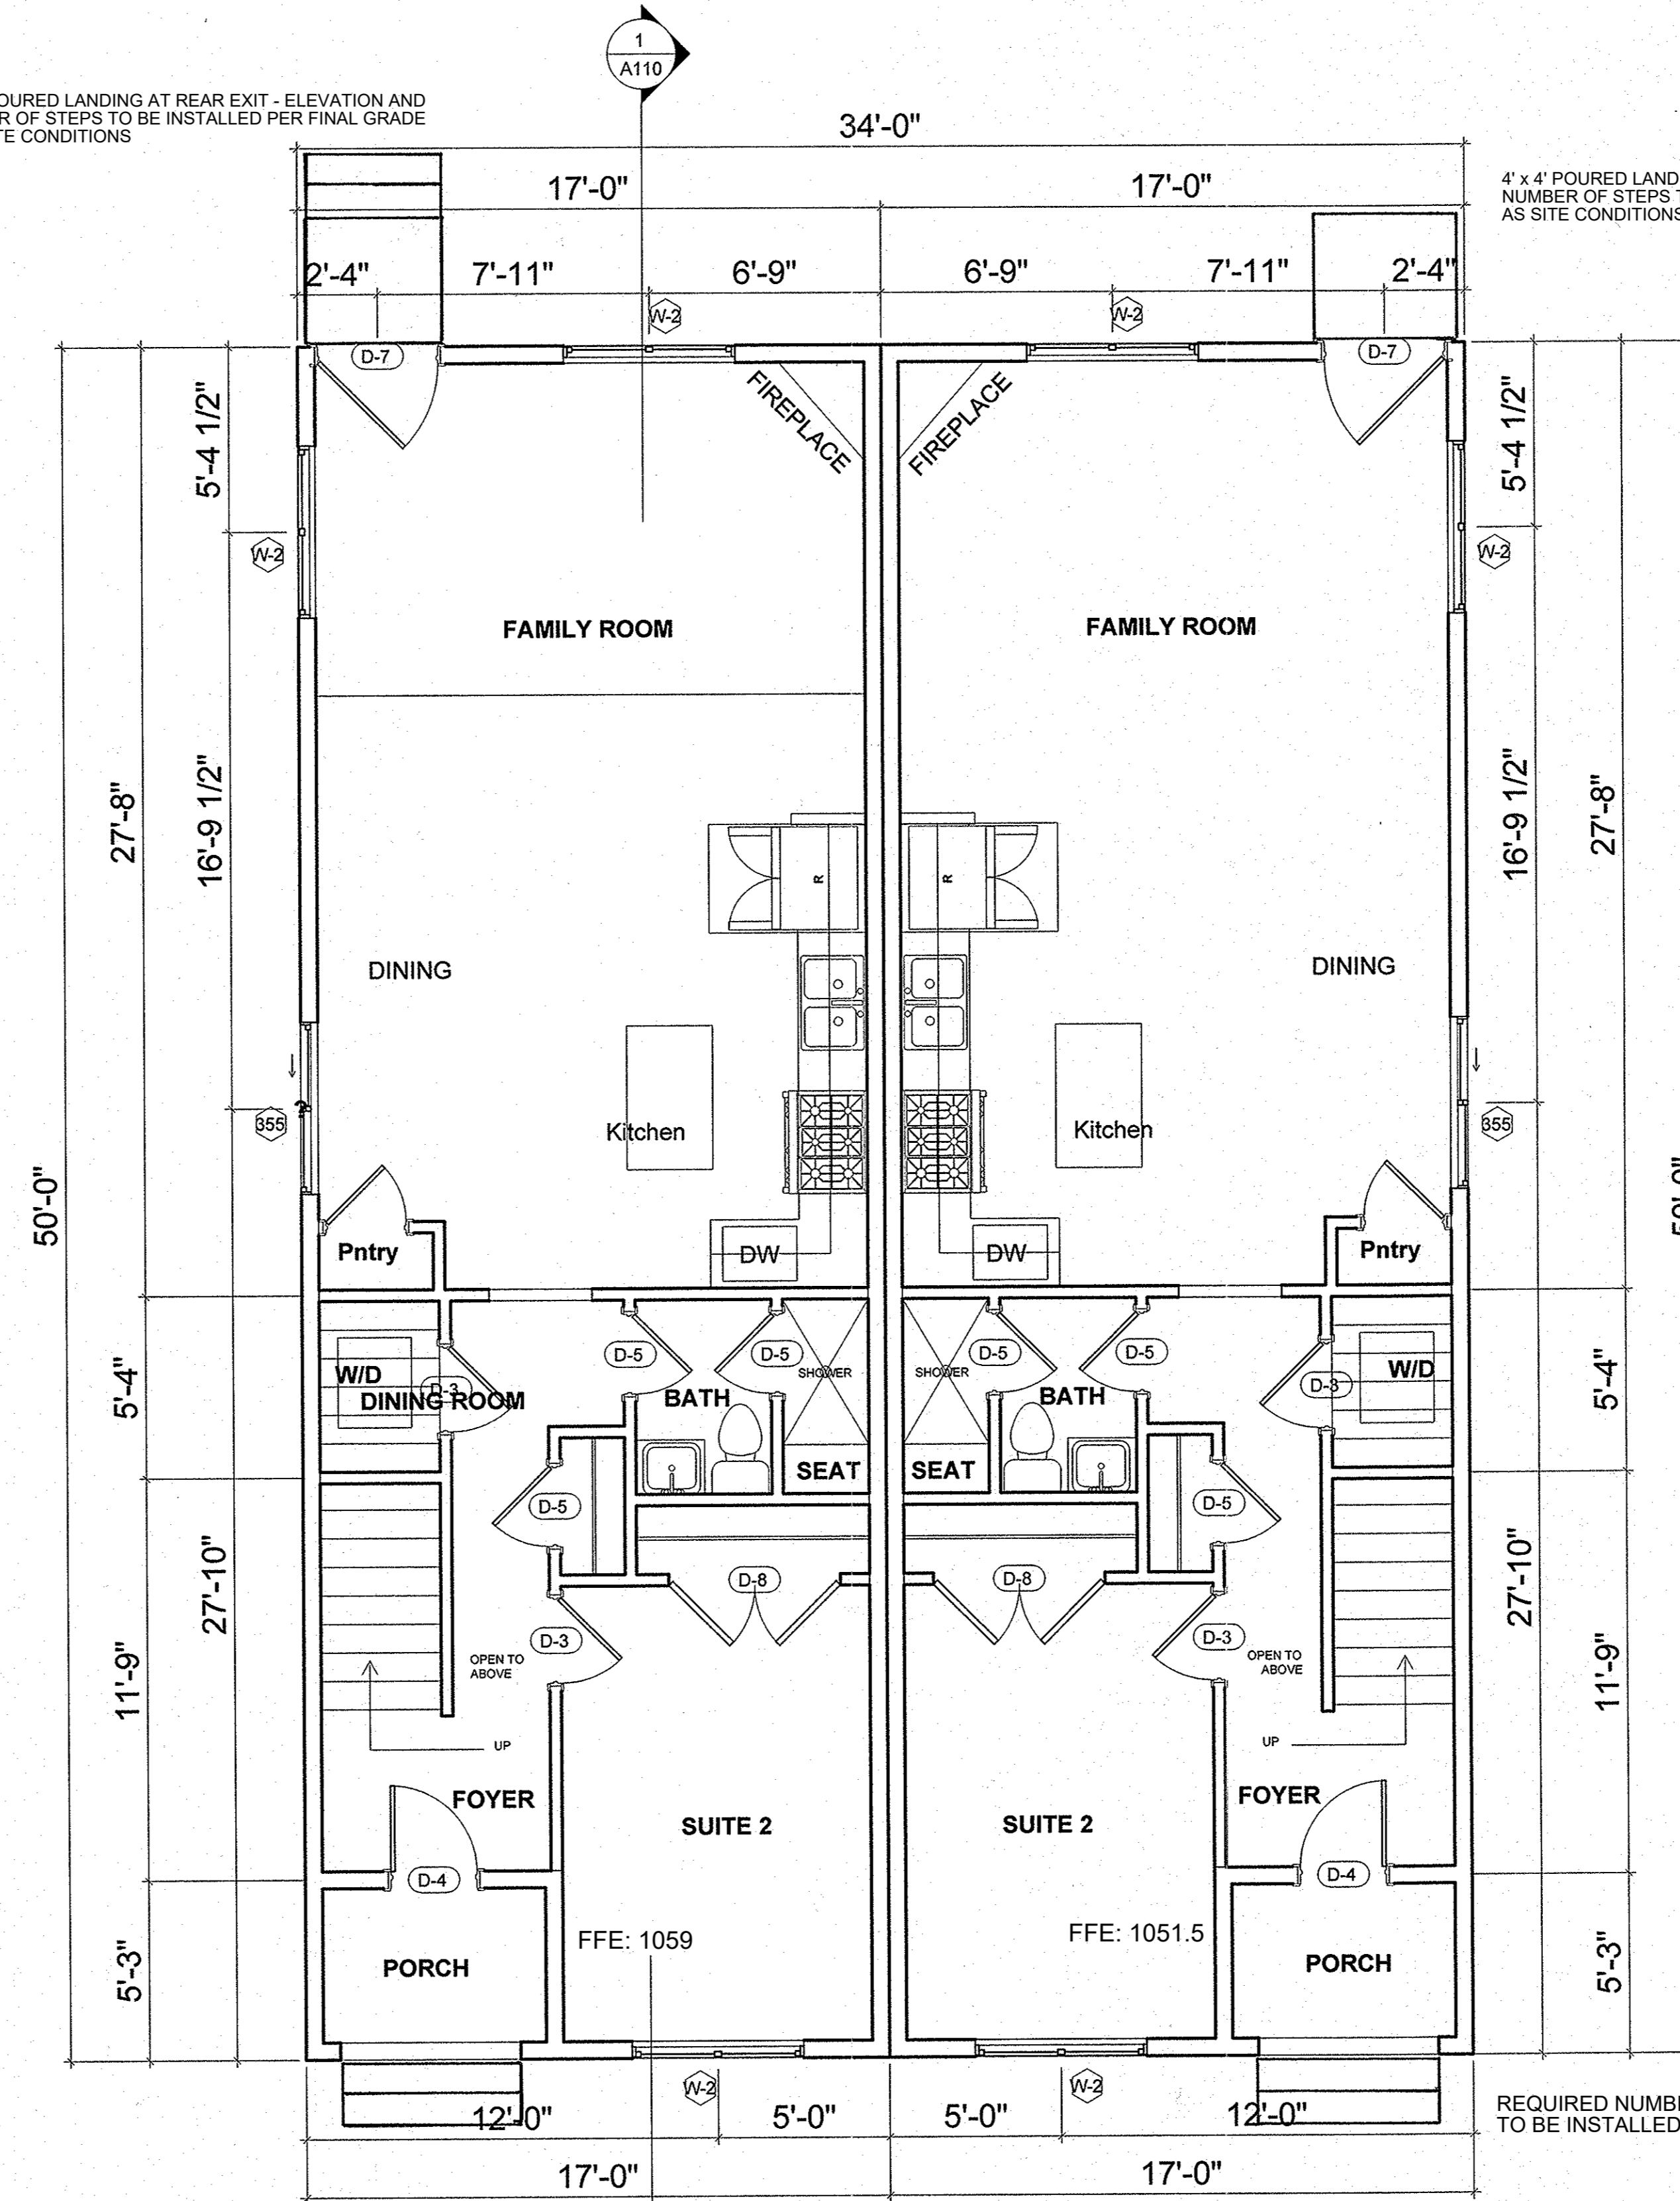 1
A110
OURED LANDING AT REAR EXIT - ELEVATION AND
R OF STEPS TO BE INSTALLED PER FINAL GRADE
TE CONDITIONS
34'-0"
4' x 4' POURED LAND
NUMBER OF STEPS T
AS SITE CONDITIONS
17'-0"
17'-0"
2'-4"
7'-11"
6'-9"
6'-9"
7'-11"
2'-4"
W-2
W-2
D-7
D-7
FIREPLACE
FIREPLACE
5'-4 1/2"
5'-4 1/2"
W-2
W-2
FAMILY ROOM
FAMILY ROOM
27'-8"
16'-9 1/2"
16'-9 1/2"
27'-8"
R
R
DINING
DINING
355
Kitchen
Kitchen
355
50'-0"
50'-0"
Pntry
DW
DW
Pntry
5'-4"
W/D
D-3
DINING ROOM
D-5
D-5
SHOWER
SHOWER
D-5
D-5
D-3
W/D
5'-4"
BATH
BATH
SEAT
SEAT
D-5
D-5
27'-10"
D-8
D-8
27'-10"
11'-9"
D-3
D-3
11'-9"
OPEN TO
ABOVE
OPEN TO
ABOVE
UP
UP
FOYER
FOYER
SUITE 2
SUITE 2
D-4
D-4
FFE: 1059
FFE: 1051.5
5'-3"
PORCH
PORCH
5'-3"
W-2
W-2
12'-0"
5'-0"
5'-0"
12'-0"
REQUIRED NUMBE
TO BE INSTALLED
17'-0"
17'-0"